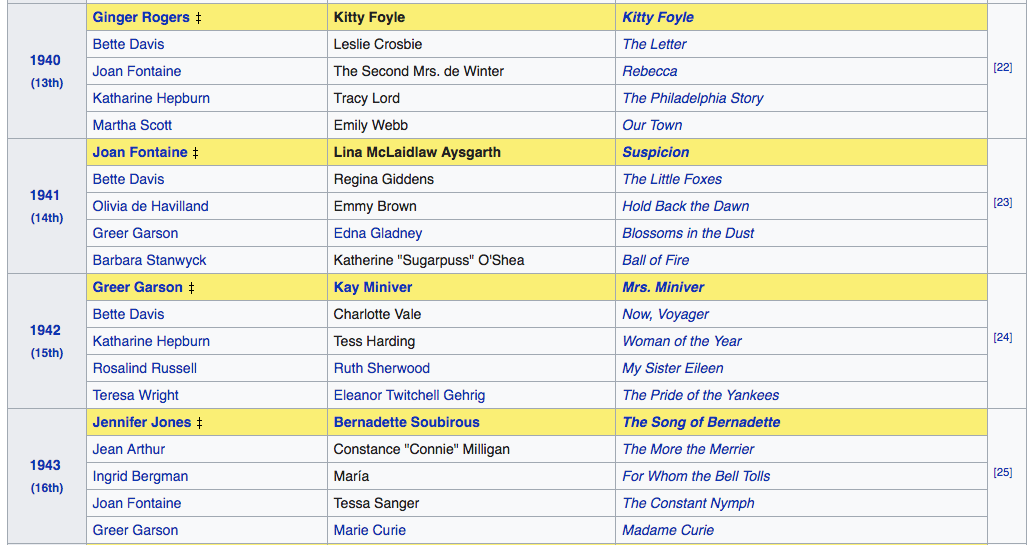 Ginger Rogers ‡ Kitty Foyle Kitty Foyle
Bette Davis Leslie Crosbie The Letter
1940
Joan Fontaine The Second Mrs. de Winter Rebecca [22]
(13th)
Katharine Hepburn Tracy Lord The Philadelphia Story
Martha Scott Emily Webb Our Town
Joan Fontaine ‡ Lina McLaidlaw Aysgarth Suspicion
Bette Davis Regina Giddens The Little Foxes
1941
Olivia de Havilland Emmy Brown Hold Back the Dawn [23]
(14th)
Greer Garson Edna Gladney Blossoms in the Dust
Barbara Stanwyck Katherine "Sugarpuss" O'Shea Ball of Fire
Greer Garson ‡ Kay Miniver Mrs. Miniver
Bette Davis Charlotte Vale Now, Voyager
1942
Katharine Hepburn Tess Harding Woman of the Year [24]
(15th)
Rosalind Russell Ruth Sherwood My Sister Eileen
Teresa Wright Eleanor Twitchell Gehrig The Pride of the Yankees
Jennifer Jones ‡ Bernadette Soubirous The Song of Bernadette
Jean Arthur Constance "Connie" Milligan The More the Merrier
1943
Ingrid Bergman María For Whom the Bell Tolls [25]
(16th)
Joan Fontaine Tessa Sanger The Constant Nymph
Greer Garson Marie Curie Madame Curie